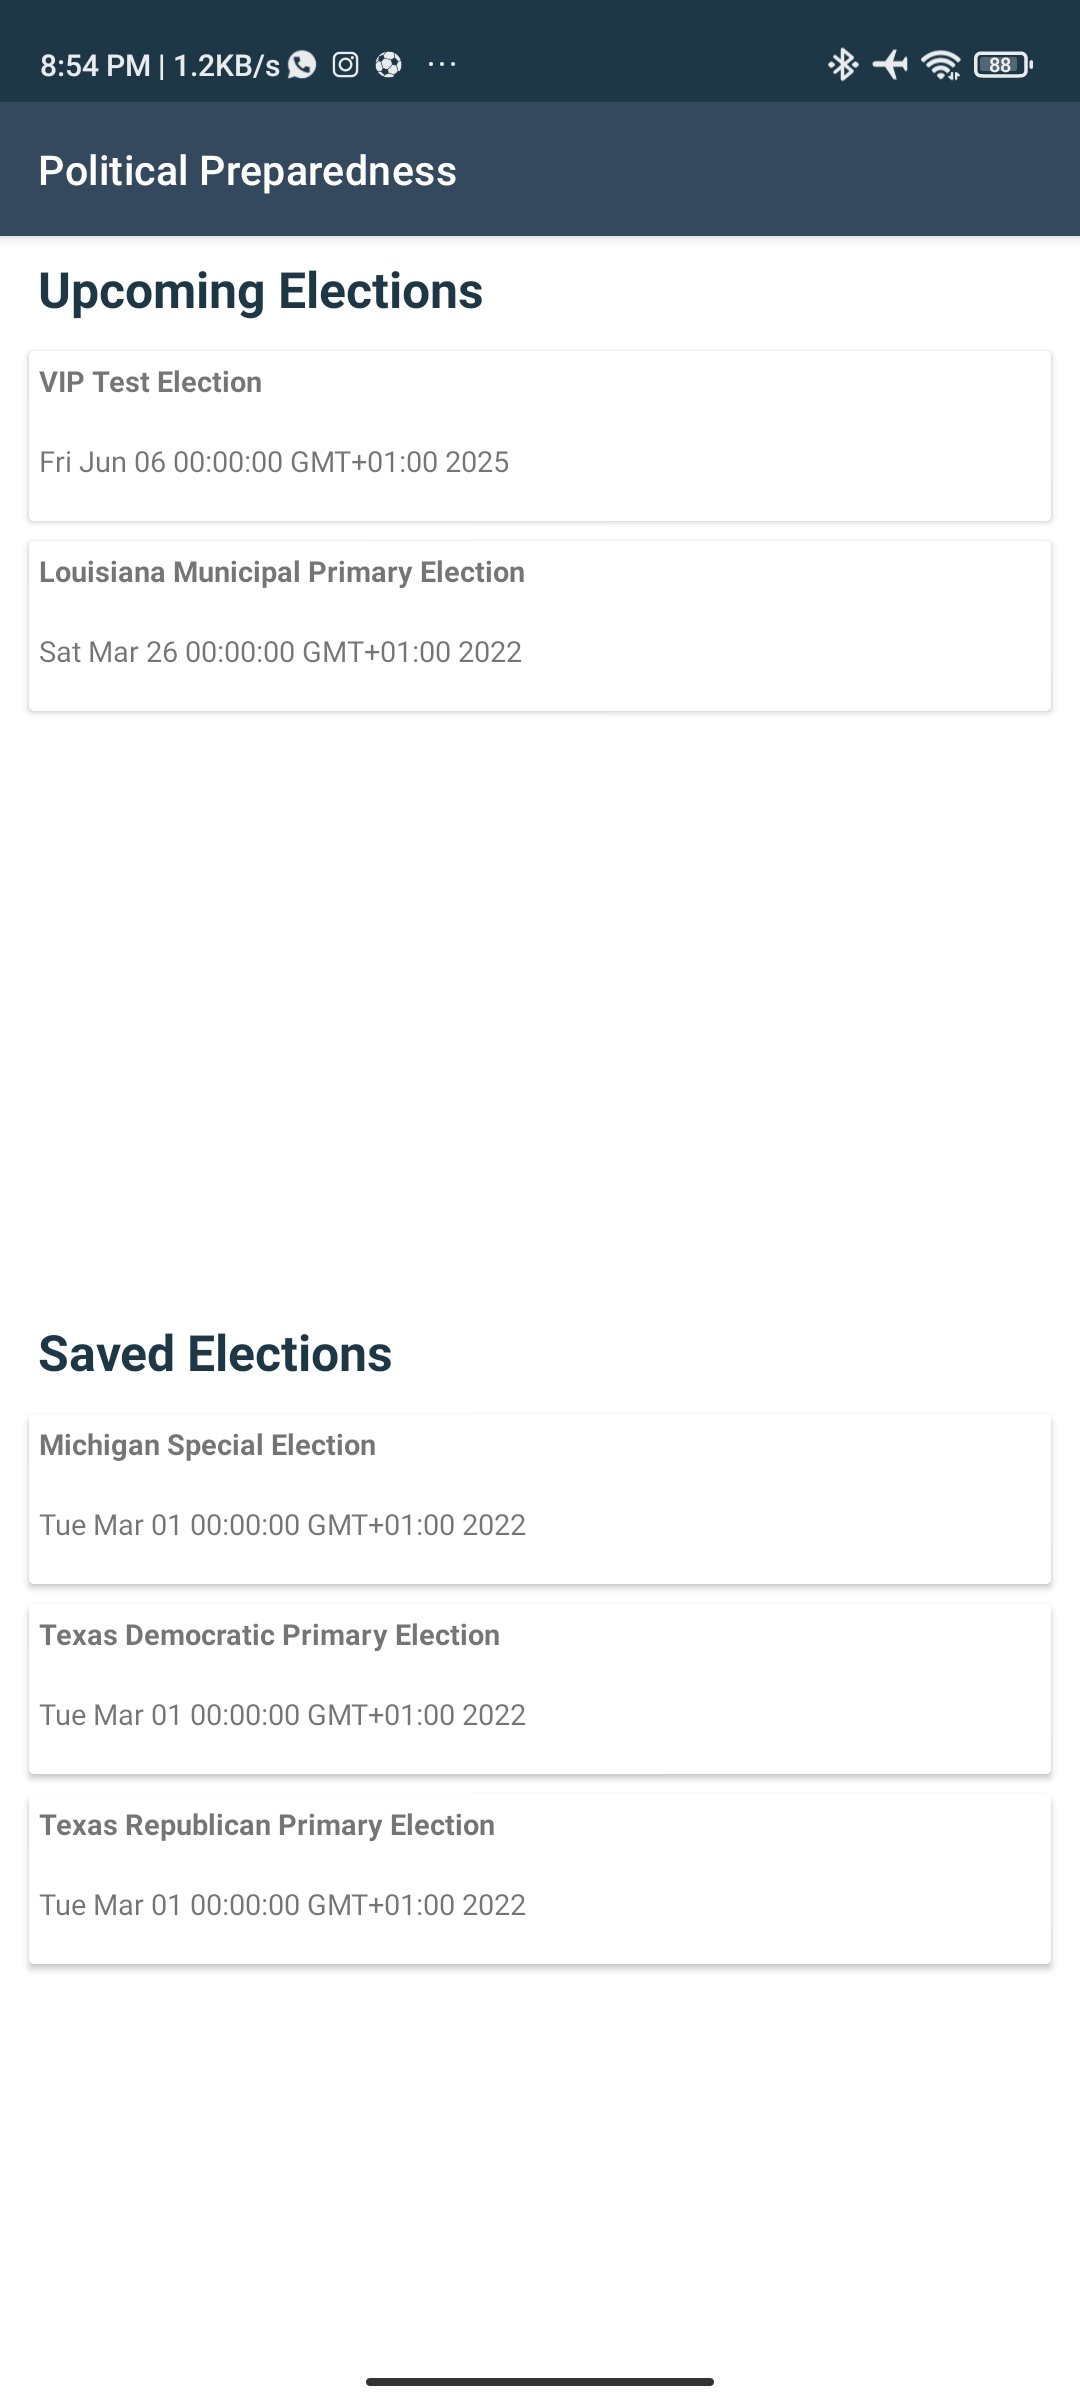 8:54 PM | 1.2KB/s ... 88
Political Preparedness
Upcoming Elections
VIP Test Election
Fri Jun 06 00:00:00 GMT+01:00 2025
Louisiana Municipal Primary Election
Sat Mar 26 00:00:00 GMT+01:00 2022
Saved Elections
Michigan Special Election
Tue Mar 01 00:00:00 GMT+01:00 2022
Texas Democratic Primary Election
Tue Mar 01 00:00:00 GMT+01:00 2022
Texas Republican Primary Election
Tue Mar 01 00:00:00 GMT+01:00 2022